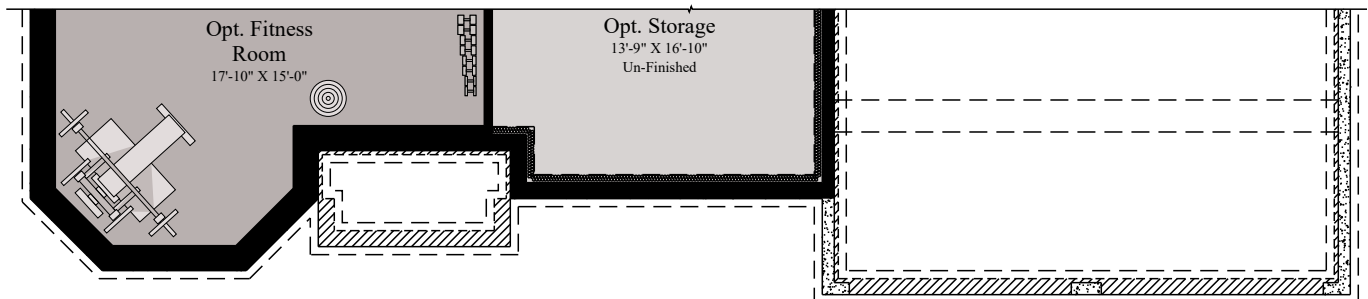 Opt. Fitness
Room
17'-10" X 15'-0"
Opt. Storage
13'-9" X 16'-10"
Un-Finished